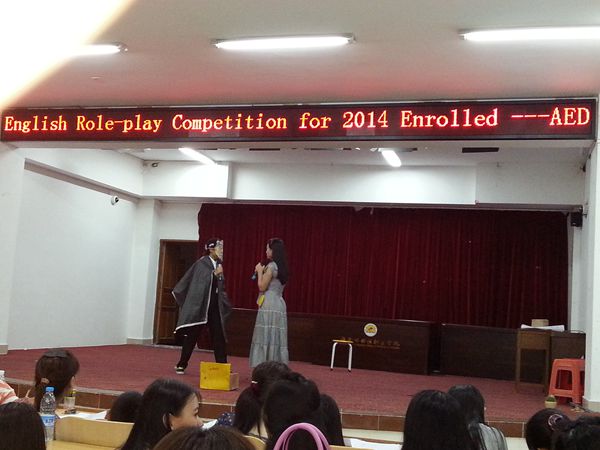 English Role-play Competition for 2014 Enrolled ---AED